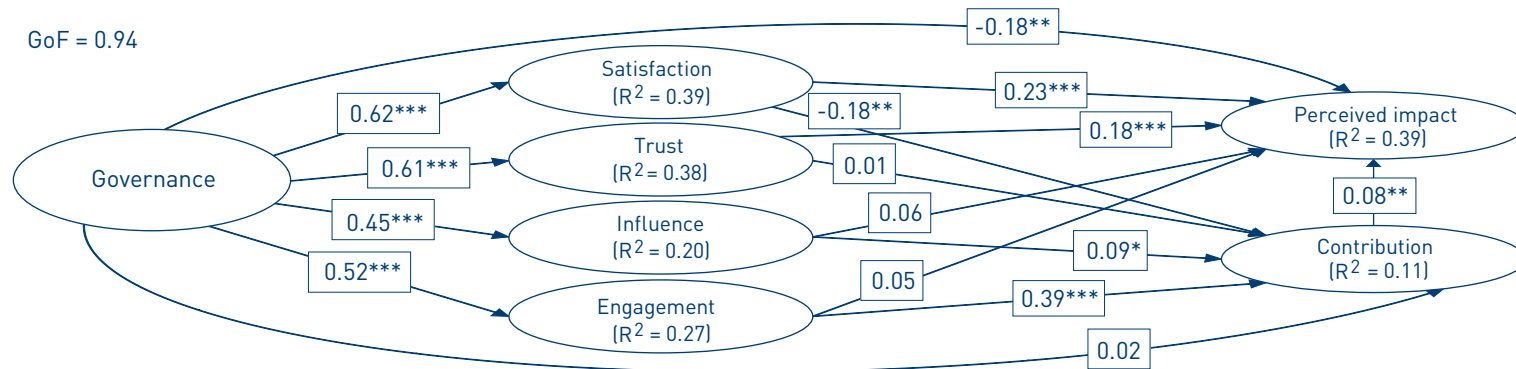 GoF = 0.94
-0.18**
Satisfaction
(R² = 0.39)
0.62***
0.23***
-0.18**
Perceived impact
(R² = 0.39)
Trust
(R² = 0.38)
0.18***
0.61***
0.01
Governance
0.08**
0.45***
Influence
(R² = 0.20)
0.06
0.09*
Contribution
(R² = 0.11)
0.52***
0.05
Engagement
(R² = 0.27)
0.39***
0.02